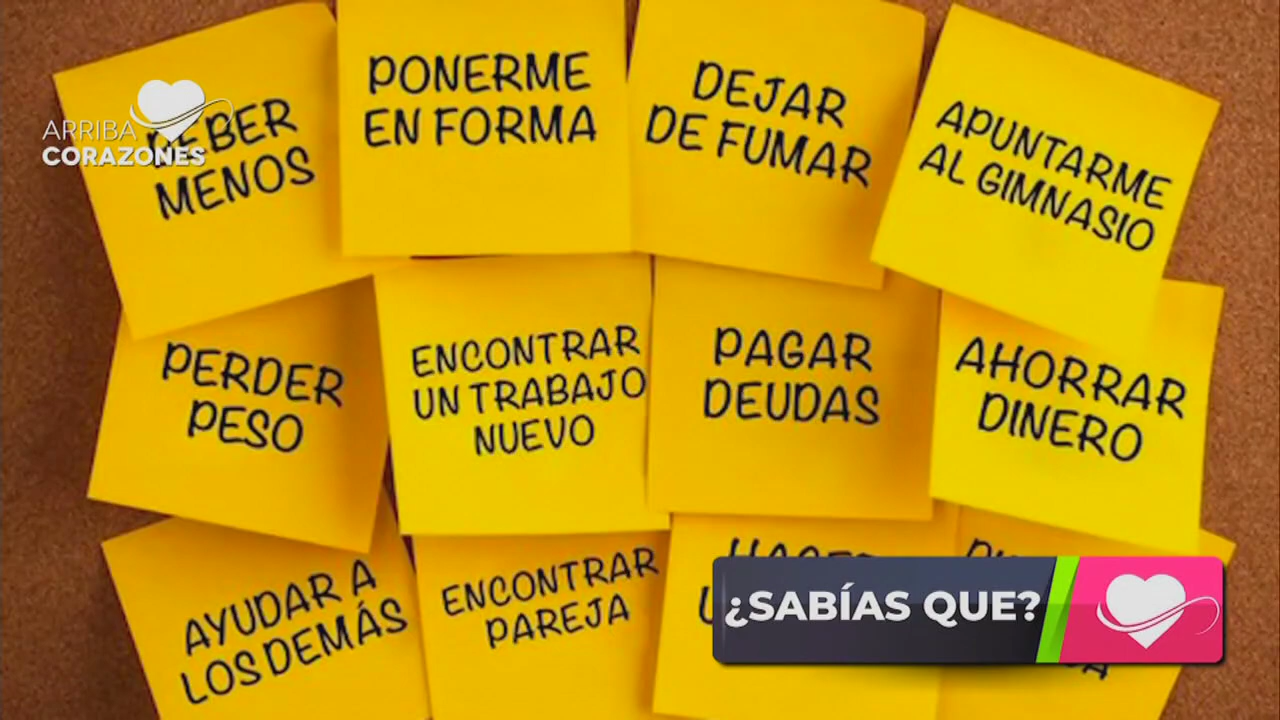 ARRIBA
CORAZONES
DEBER
MENOS
PONERME
EN FORMA
DEJAR
DE FUMAR
APUNTARME
AL GIMNASIO
PERDER
PESO
ENCONTRAR
UN TRABAJO
NUEVO
PAGAR
DEUDAS
AHORRAR
DINERO
AYUDAR A
LOS DEMÁS
ENCONTRAR
PAREJA
¿SABÍAS QUE?